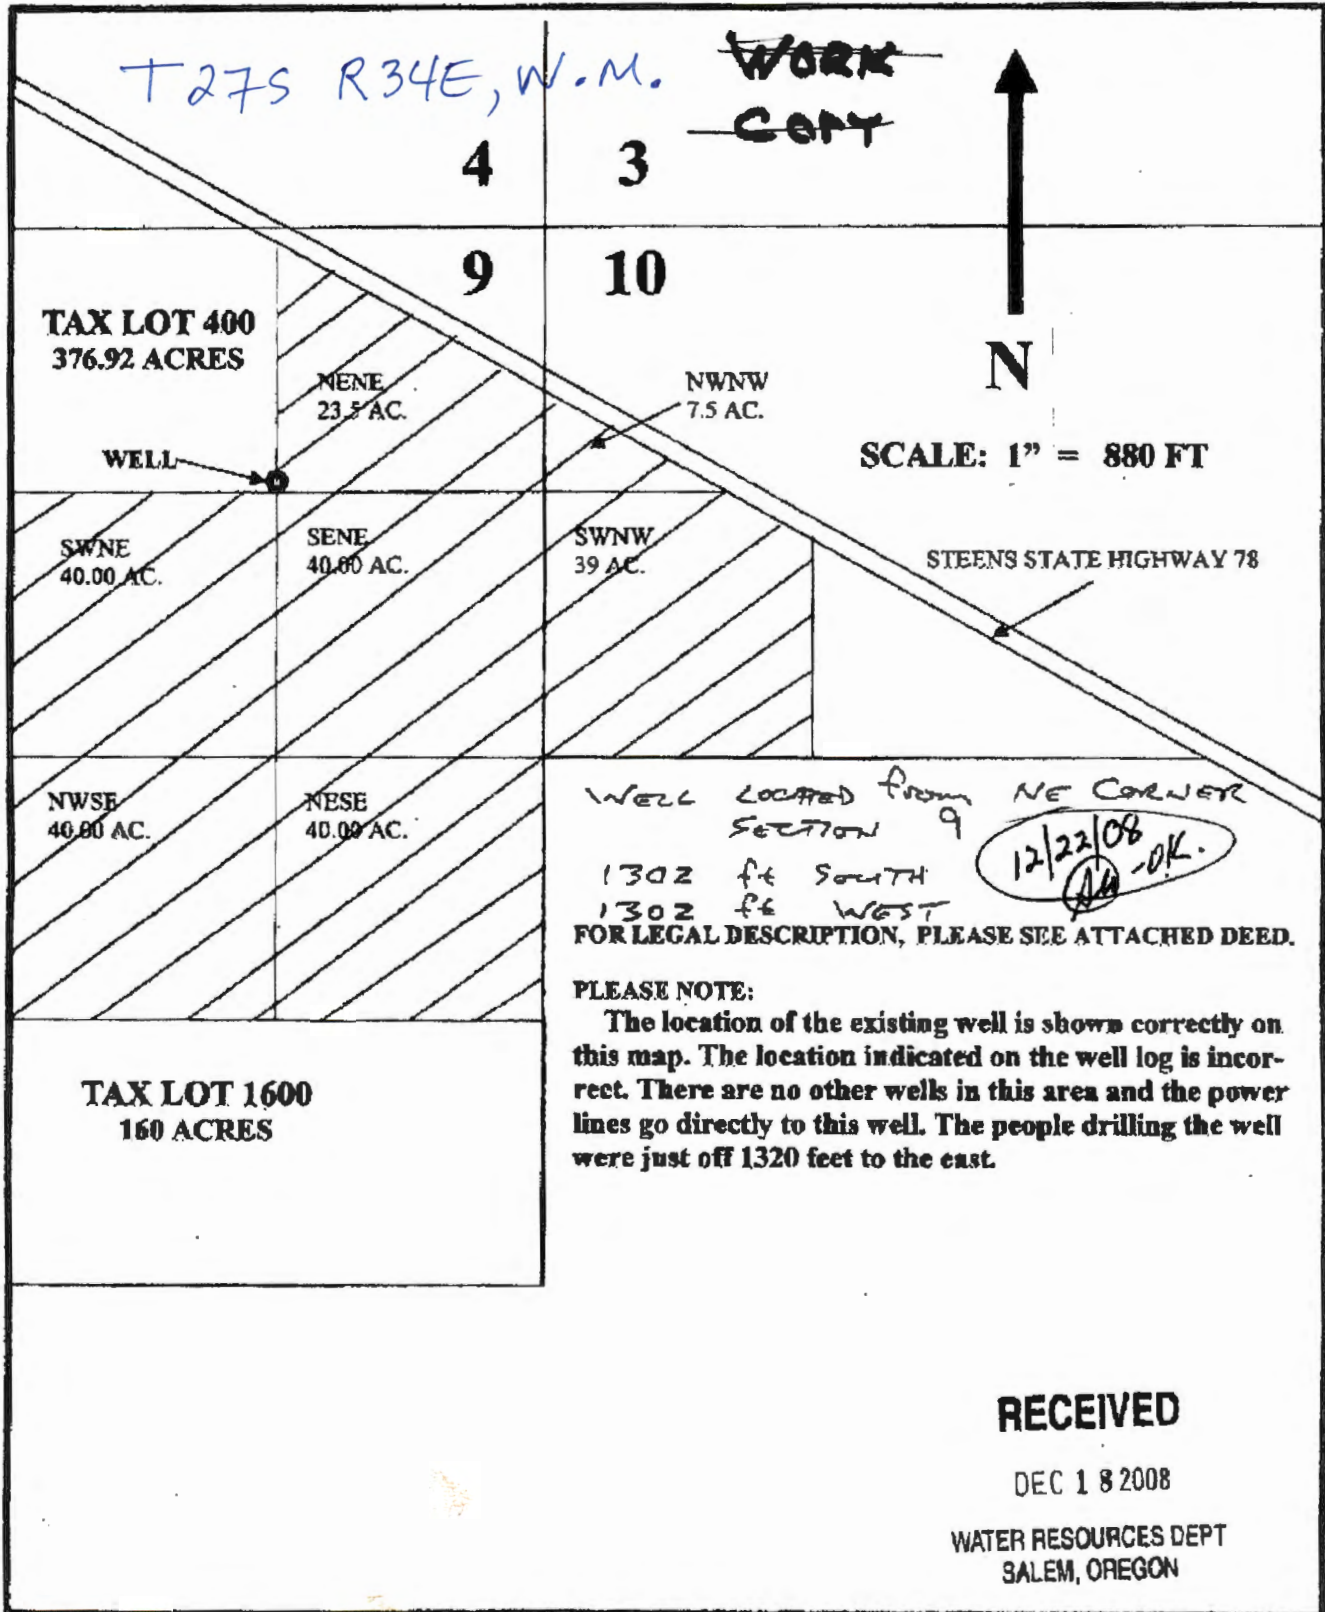 T27S R34E, W.M.
WORK
COPY
4
3
9
10
N
TAX LOT 400
376.92 ACRES
NENE
23.5 AC.
NWNW
7.5 AC.
SCALE: 1" = 880 FT
WELL
SWNE
40.00 AC.
SENE
40.00 AC.
SWNW
39 AC.
STEENS STATE HIGHWAY 78
NWSE
40.00 AC.
NESE
40.00 AC.
WELL LOCATED from NE CORNER
SECTION 9
1302 ft SOUTH
1302 ft WEST
12/22/08
-OK.
FOR LEGAL DESCRIPTION, PLEASE SEE ATTACHED DEED.
PLEASE NOTE:
The location of the existing well is shown correctly on
this map. The location indicated on the well log is incor-
rect. There are no other wells in this area and the power
lines go directly to this well. The people drilling the well
were just off 1320 feet to the east.
TAX LOT 1600
160 ACRES
RECEIVED
DEC 18 2008
WATER RESOURCES DEPT
SALEM, OREGON